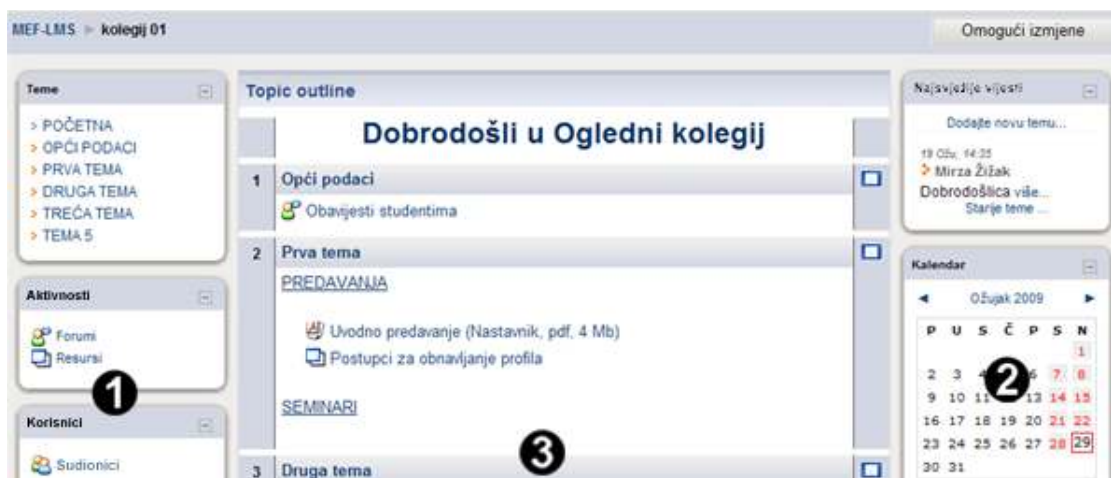 MEF-LMS ► kolegij 01
Omogući izmjene
Teme
POČETNA
OPĆI PODACI
PRVA TEMA
DRUGA TEMA
TREĆA TEMA
TEMA 5
Aktivnosti
Forumi
Resursi
1
Korisnici
Sudionici
Topic outline
Dobrodošli u Ogledni kolegij
1 Opći podaci
Obavijesti studentima
2 Prva tema
PREDAVANJA
Uvodno predavanje (Nastavnik, pdf, 4 Mb)
Postupci za obnavljanje profila
SEMINARI
3
3 Druga tema
Najsvježije vijesti
Dodajte novu temu...
19 Ožu, 14:35
Mirza Žižak
Dobrodošlica više...
Starije teme ...
Kalendar
◄ Ožujak 2009 ►
P U S Č P S N
1
2 3 4 6 7 8
9 10 11 13 14 15
2
16 17 18 19 20 21 22
23 24 25 26 27 28 29
30 31